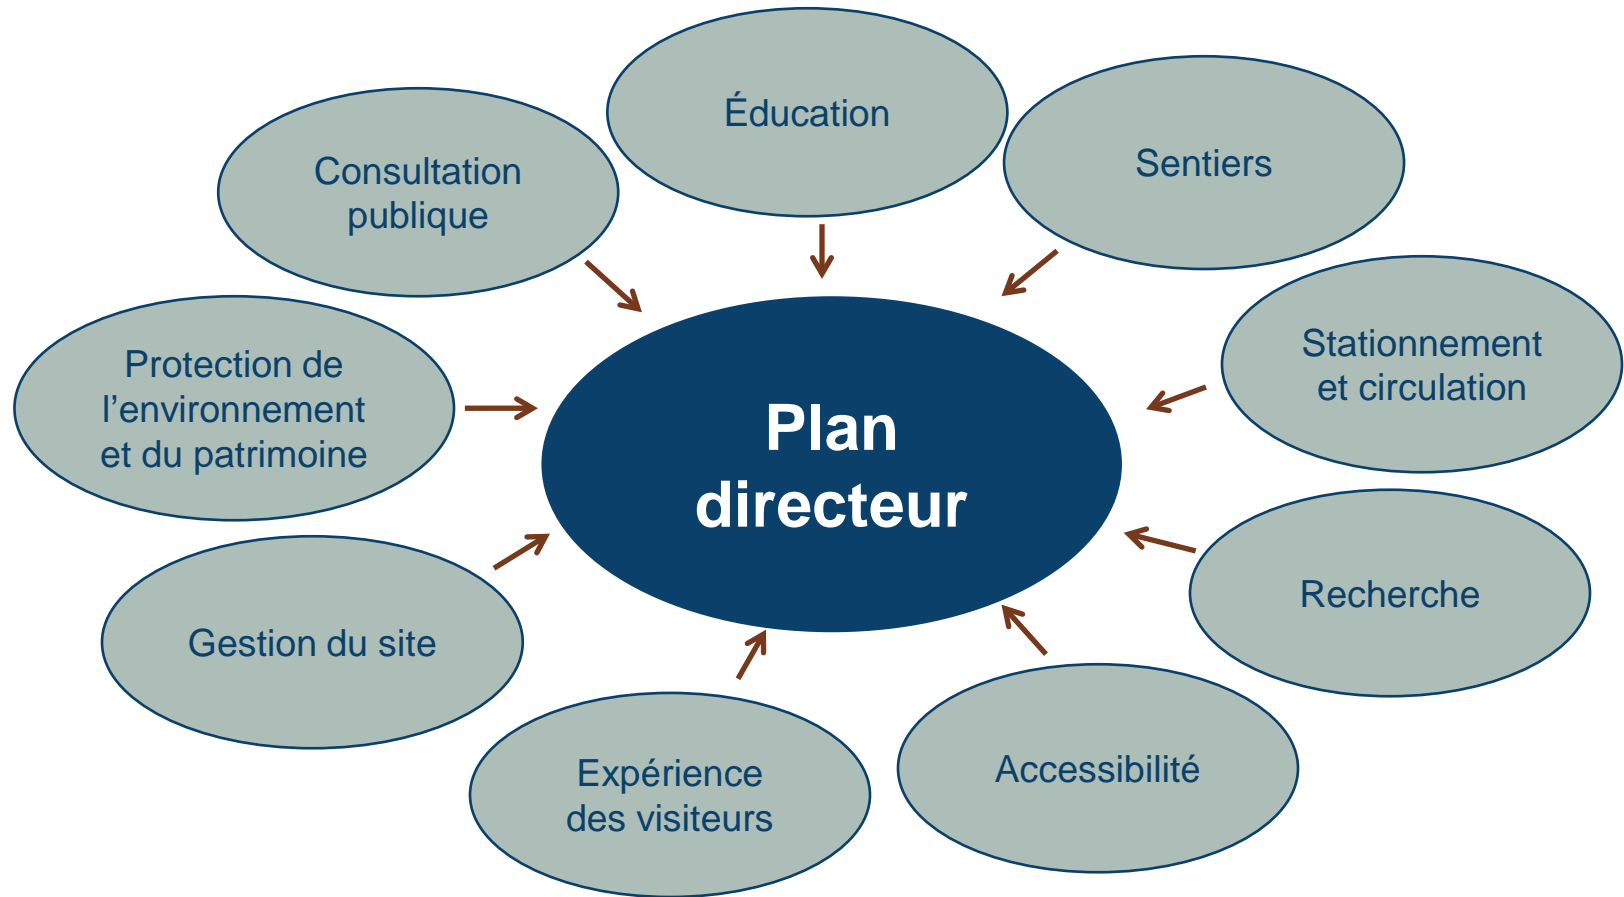 Éducation
Sentiers
Consultation
publique
Stationnement
et circulation
Protection de
l’environnement
et du patrimoine
Plan
directeur
Recherche
Gestion du site
Accessibilité
Expérience
des visiteurs